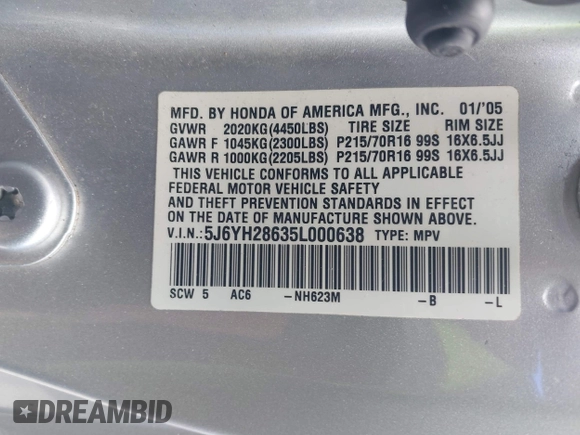 MFD. BY HONDA OF AMERICA MFG., INC. 01/'05
GVWR 2020KG(4450LBS) TIRE SIZE RIM SIZE
GAWR F 1045KG(2300LBS) P215/70R16 99S 16X6.5JJ
GAWR R 1000KG(2205LBS) P215/70R16 99S 16X6.5JJ
THIS VEHICLE CONFORMS TO ALL APPLICABLE
FEDERAL MOTOR VEHICLE SAFETY
AND THEFT PREVENTION STANDARDS IN EFFECT
ON THE DATE OF MANUFACTURE SHOWN ABOVE.
V.I.N.:5J6YH28635L000638 TYPE: MPV
SCW 5 AC6 -NH623M -B -L
DREAMBID